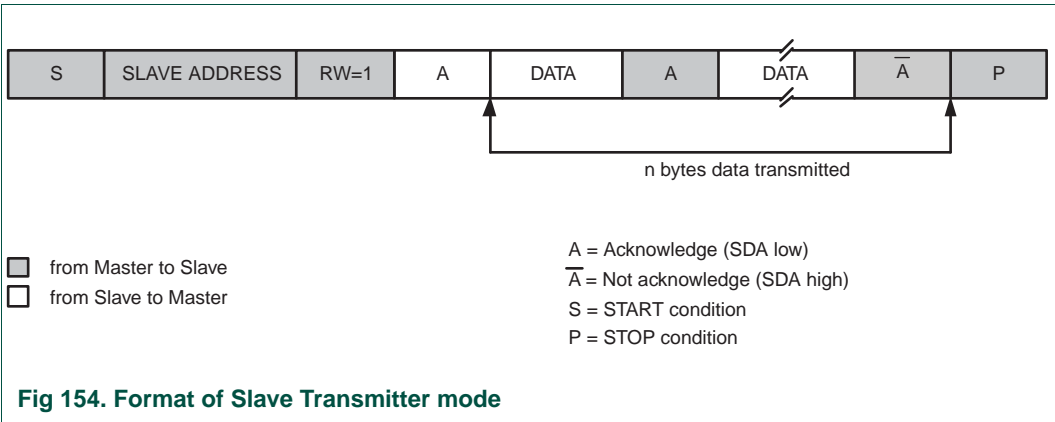 S SLAVE ADDRESS RW=1 A DATA A DATA A̅ P
n bytes data transmitted
from Master to Slave
from Slave to Master
A = Acknowledge (SDA low)
A̅ = Not acknowledge (SDA high)
S = START condition
P = STOP condition
Fig 154. Format of Slave Transmitter mode